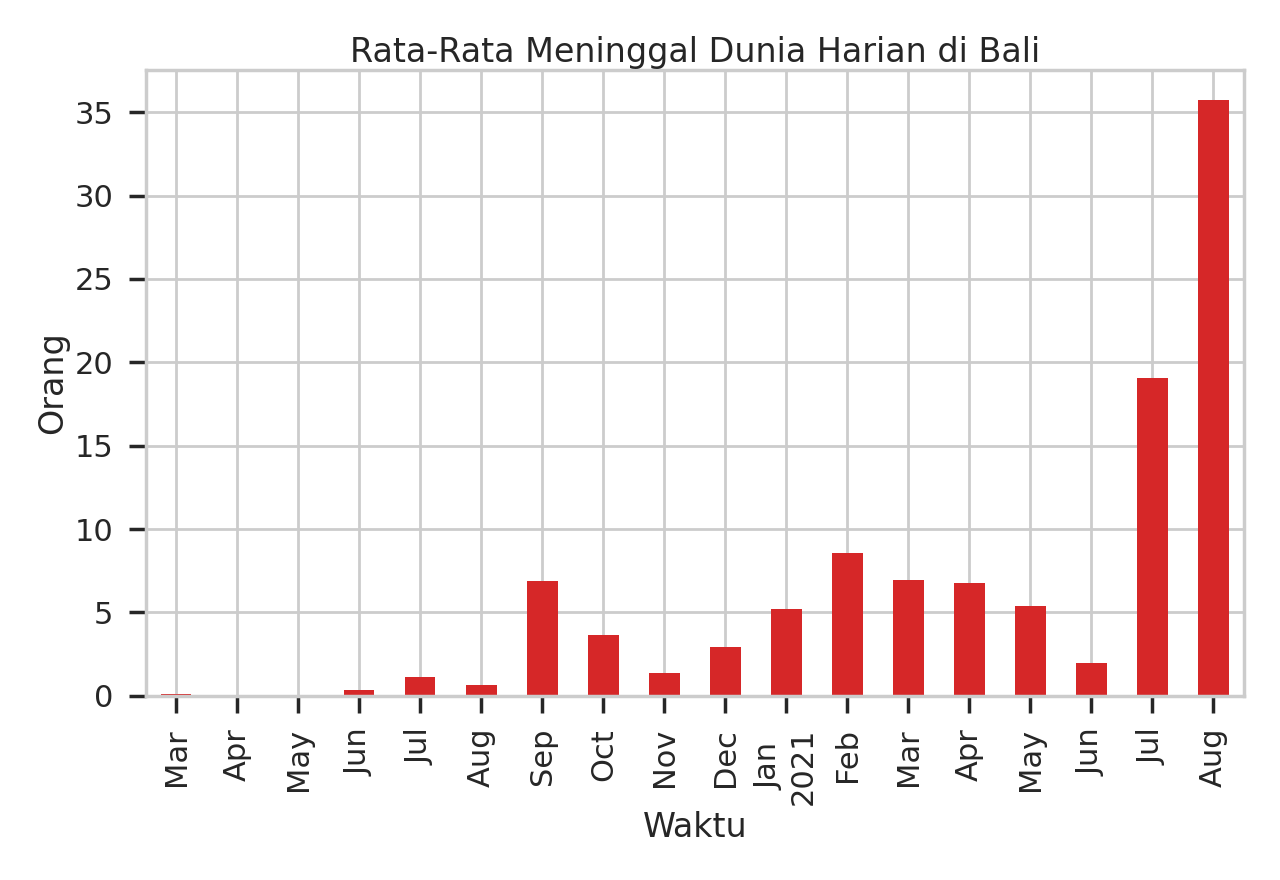 Rata-Rata Meninggal Dunia Harian di Bali
35
30
25
20
15
10
5
0
Orang
Mar
Apr
May
Jun
Jul
Aug
Sep
Oct
Nov
Dec
Jan
2021
Feb
Mar
Apr
May
Jun
Jul
Aug
Waktu